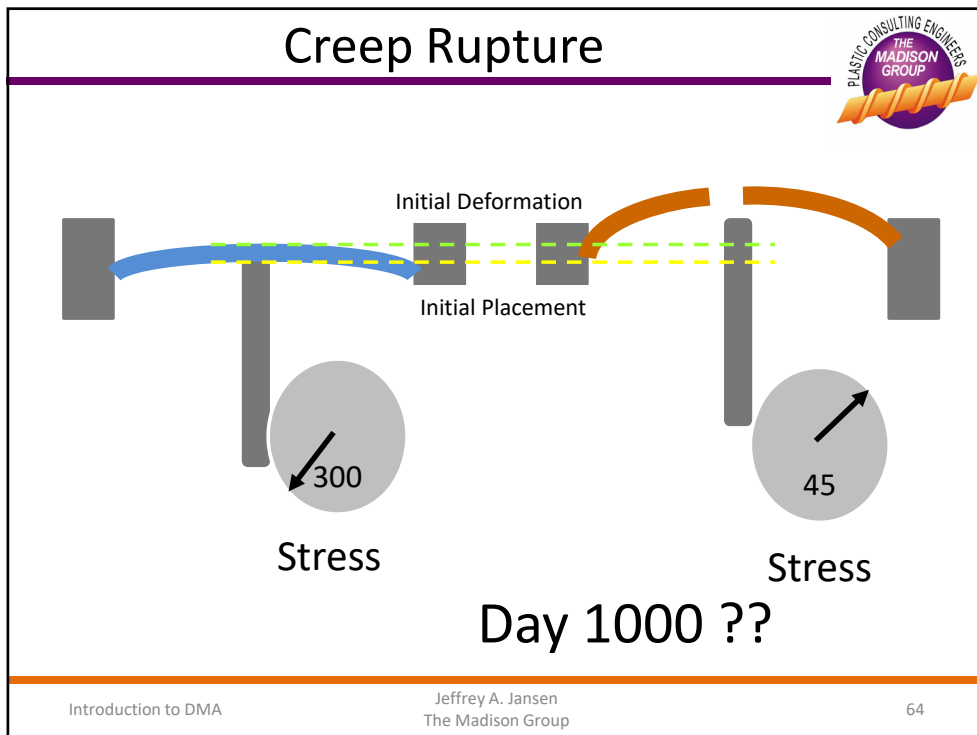 Creep Rupture
PLASTIC CONSULTING ENGINEERS
THE
MADISON
GROUP
Initial Deformation
Initial Placement
300
45
Stress
Stress
Day 1000 ??
Introduction to DMA
Jeffrey A. Jansen
The Madison Group
64